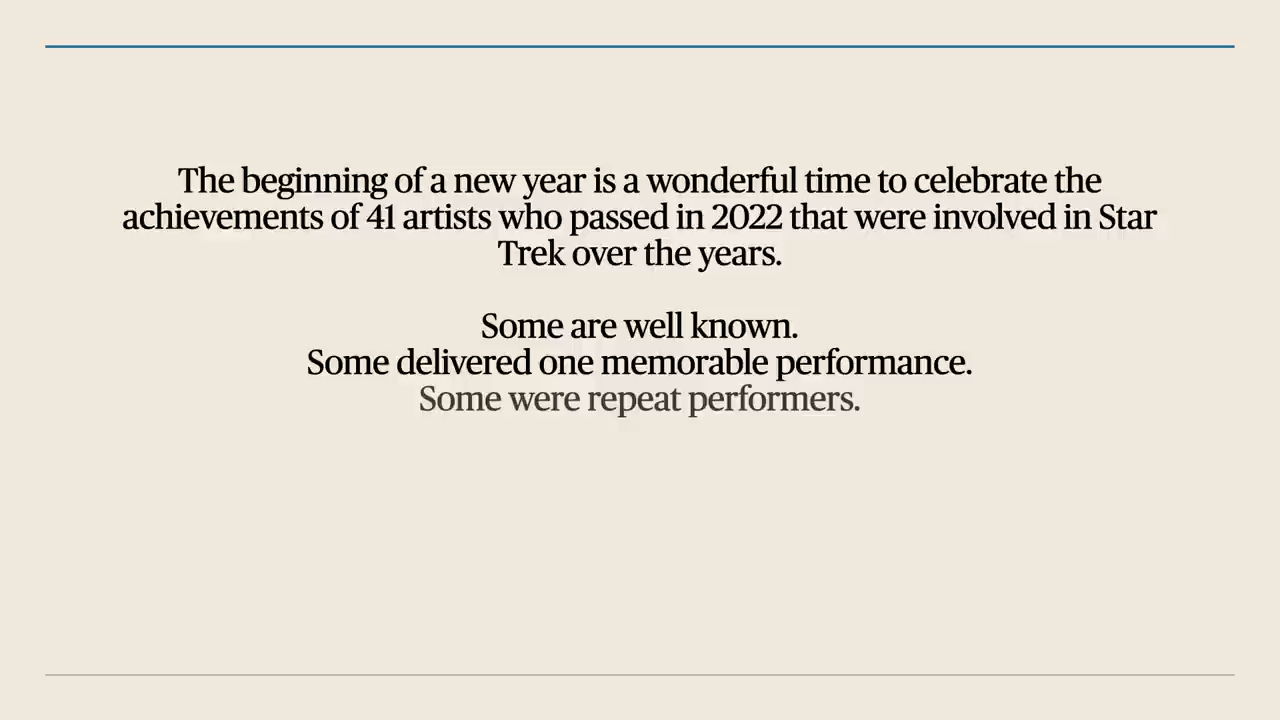 The beginning of a new year is a wonderful time to celebrate the
achievements of 41 artists who passed in 2022 that were involved in Star
Trek over the years.
Some are well known.
Some delivered one memorable performance.
Some were repeat performers.